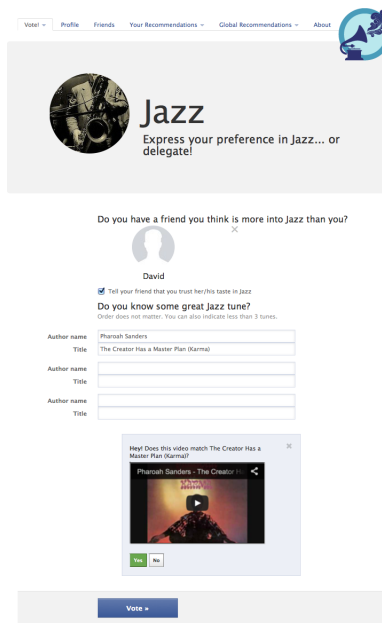 Vote!
Profile
Friends
Your Recommendations
Global Recommendations
About
Jazz
Express your preference in Jazz... or
delegate!
Do you have a friend you think is more into Jazz than you?
David
Tell your friend that you trust her/his taste in Jazz
Do you know some great Jazz tune?
Order does not matter. You can also indicate less than 3 tunes.
Author name Pharoah Sanders
Title The Creator Has a Master Plan (Karma)
Author name
Title
Author name
Title
Hey! Does this video match The Creator Has a
Master Plan (Karma)?
Pharoah Sanders - The Creator
Yes No
Vote »